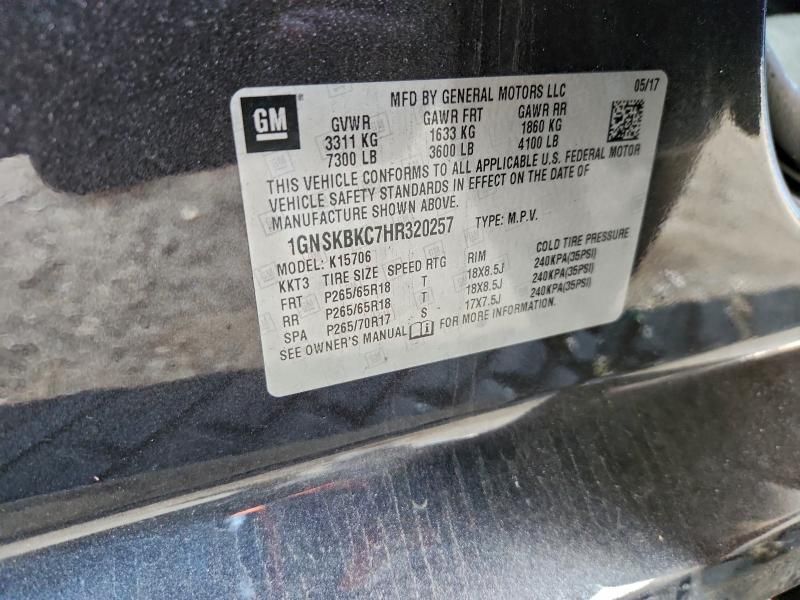 GM
MFD BY GENERAL MOTORS LLC 05/17
GVWR GAWR FRT GAWR RR
3311 KG 1633 KG 1860 KG
7300 LB 3600 LB 4100 LB
THIS VEHICLE CONFORMS TO ALL APPLICABLE U.S. FEDERAL MOTOR
VEHICLE SAFETY STANDARDS IN EFFECT ON THE DATE OF
MANUFACTURE SHOWN ABOVE.
1GNSKBKC7HR320257 TYPE: M.P.V.
MODEL: K15706
KKT3 TIRE SIZE SPEED RTG RIM COLD TIRE PRESSURE
FRT P265/65R18 T 18X8.5J 240KPA(35PSI)
RR P265/65R18 T 18X8.5J 240KPA(35PSI)
SPA P265/70R17 S 17X7.5J 240KPA(35PSI)
SEE OWNER'S MANUAL FOR MORE INFORMATION.